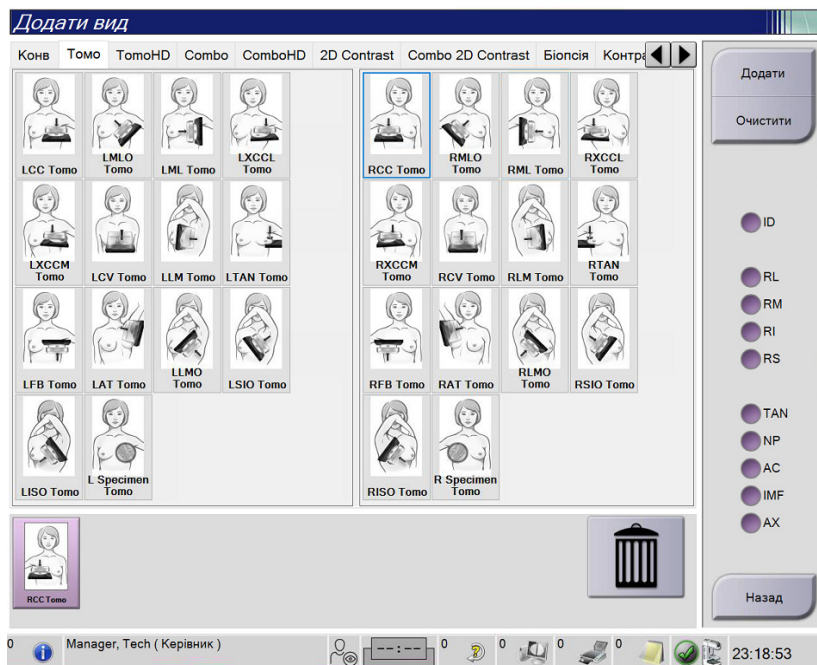 Додати вид
Конв Томо TomoHD Combo ComboHD 2D Contrast Combo 2D Contrast Біопсія Контра
LCC Tomo
LMLO
Tomo
LML Tomo
LXCCL
Tomo
LXCCM
Tomo
LCV Tomo
LLM Tomo
LTAN Tomo
LFB Tomo
LAT Tomo
LLMO
Tomo
LSIO Tomo
LISO Tomo
L Specimen
Tomo
RCC Tomo
RMLO
Tomo
RML Tomo
RXCCL
Tomo
RXCCM
Tomo
RCV Tomo
RLM Tomo
RTAN
Tomo
RFB Tomo
RAT Tomo
RLMO
Tomo
RSIO Tomo
RISO Tomo
R Specimen
Tomo
RCC Tomo
Додати
Очистити
ID
RL
RM
RI
RS
TAN
NP
AC
IMF
AX
Назад
0 Manager, Tech ( Керівник ) --:-- 0 0 0 0 23:18:53